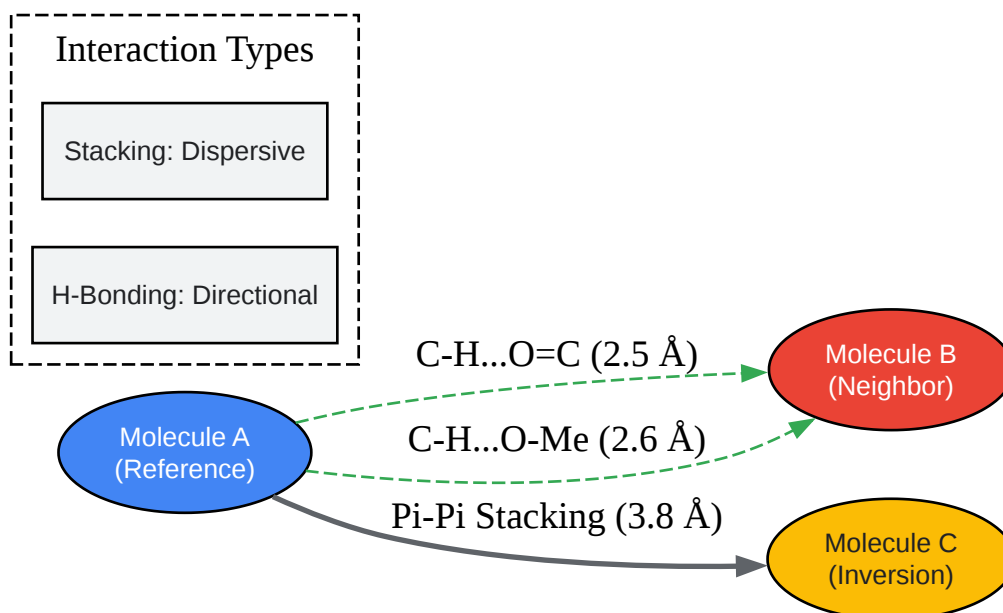 Interaction Types
Stacking: Dispersive
H-Bonding: Directional
C-H...O=C (2.5 Å)
Molecule B
(Neighbor)
Molecule A
(Reference)
C-H...O-Me (2.6 Å)
Pi-Pi Stacking (3.8 Å)
Molecule C
(Inversion)